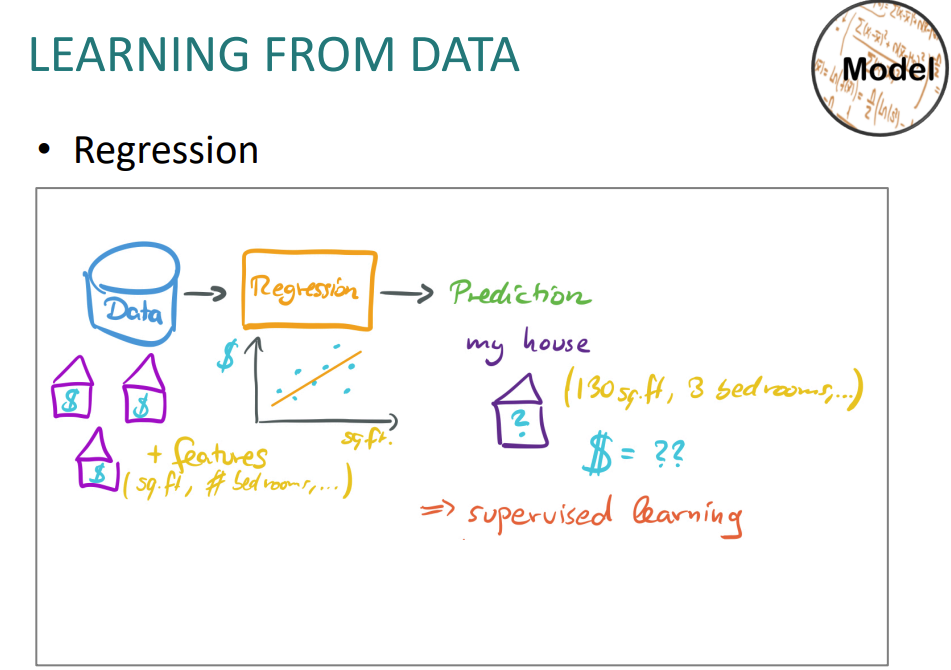 LEARNING FROM DATA
Model
• Regression
Data
Regression
Prediction
my house
$
$
$
$
sq.ft.
+ features
(sq.ft, # bedrooms,...)
?
(130 sq.ft, 3 bedrooms,...)
$ = ??
=> supervised learning